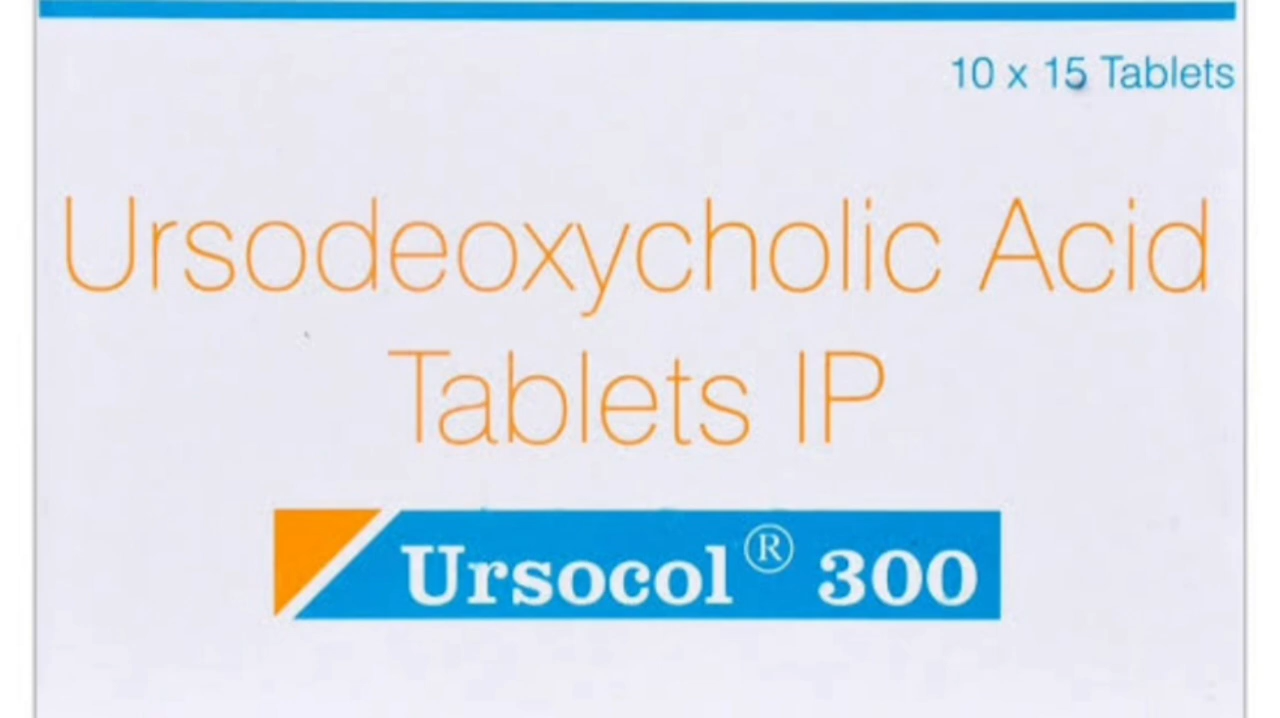 10 x 15 Tablets
Ursodeoxycholic Acid
Tablets IP
Ursocol® 300